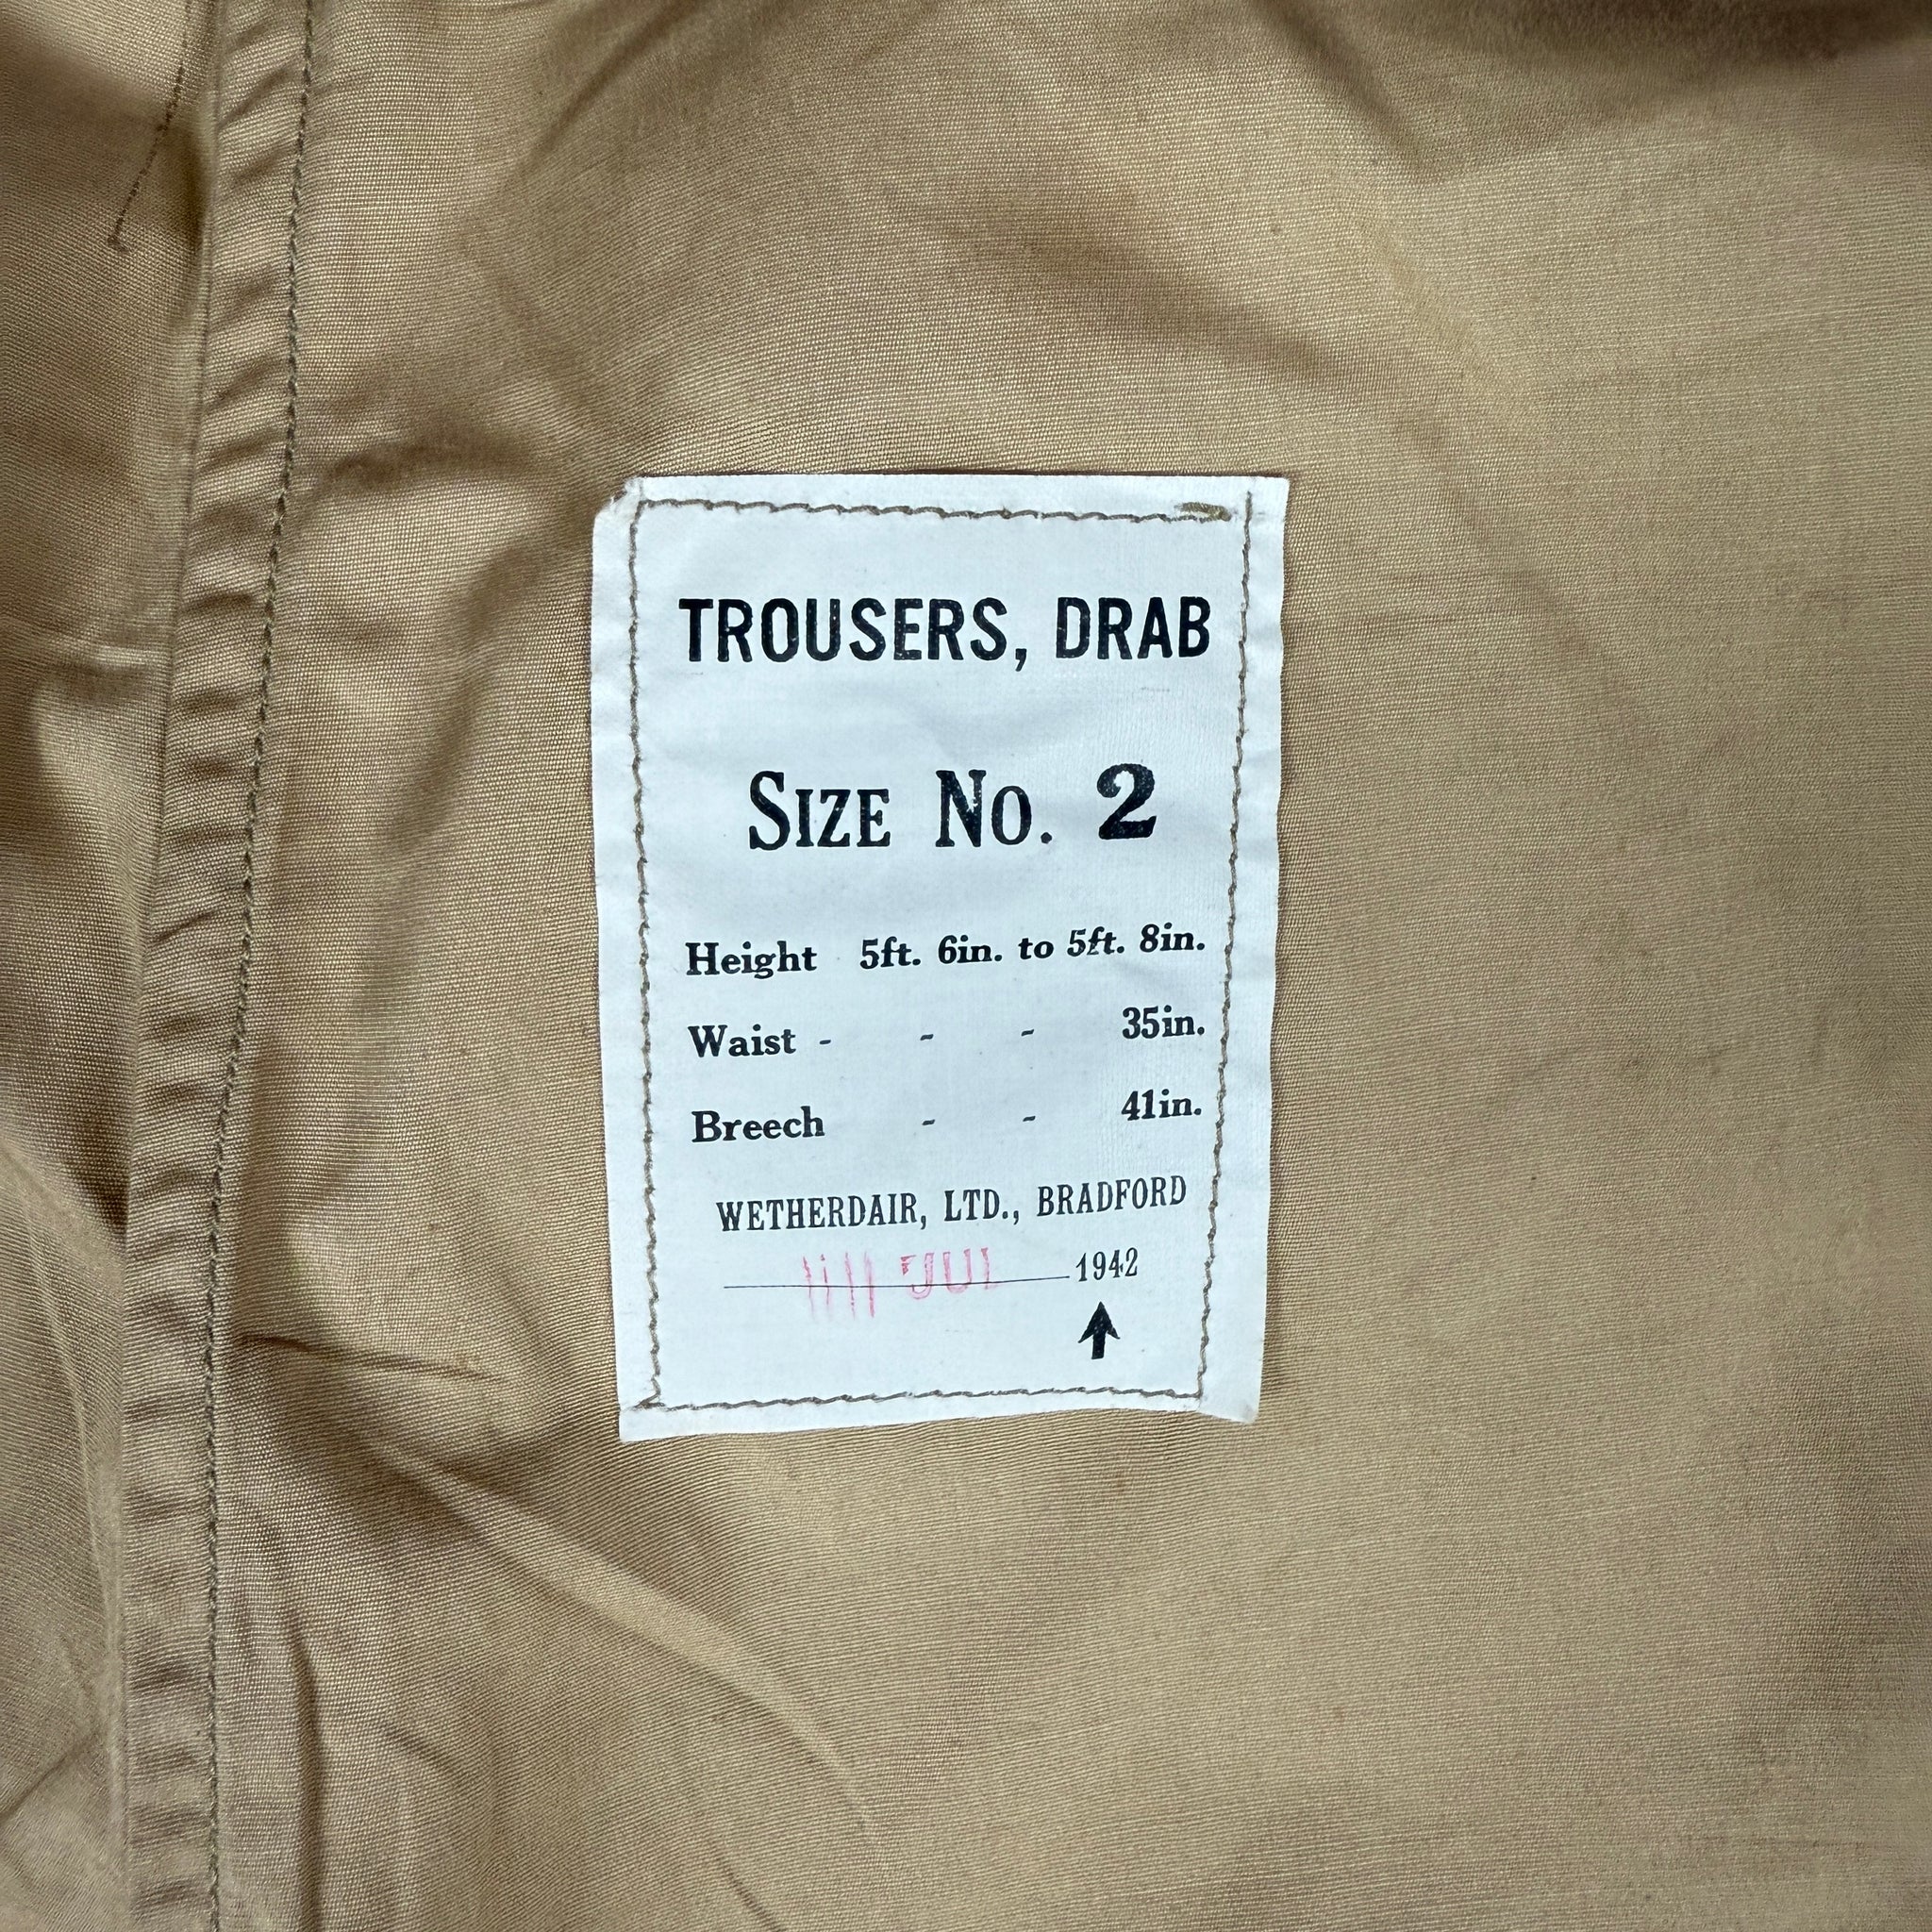 TROUSERS, DRAB
SIZE No. 2
Height 5ft. 6in. to 5ft. 8in.
Waist - - - 35in.
Breech - - 41in.
WETHERDAIR, LTD., BRADFORD
JUL 1942